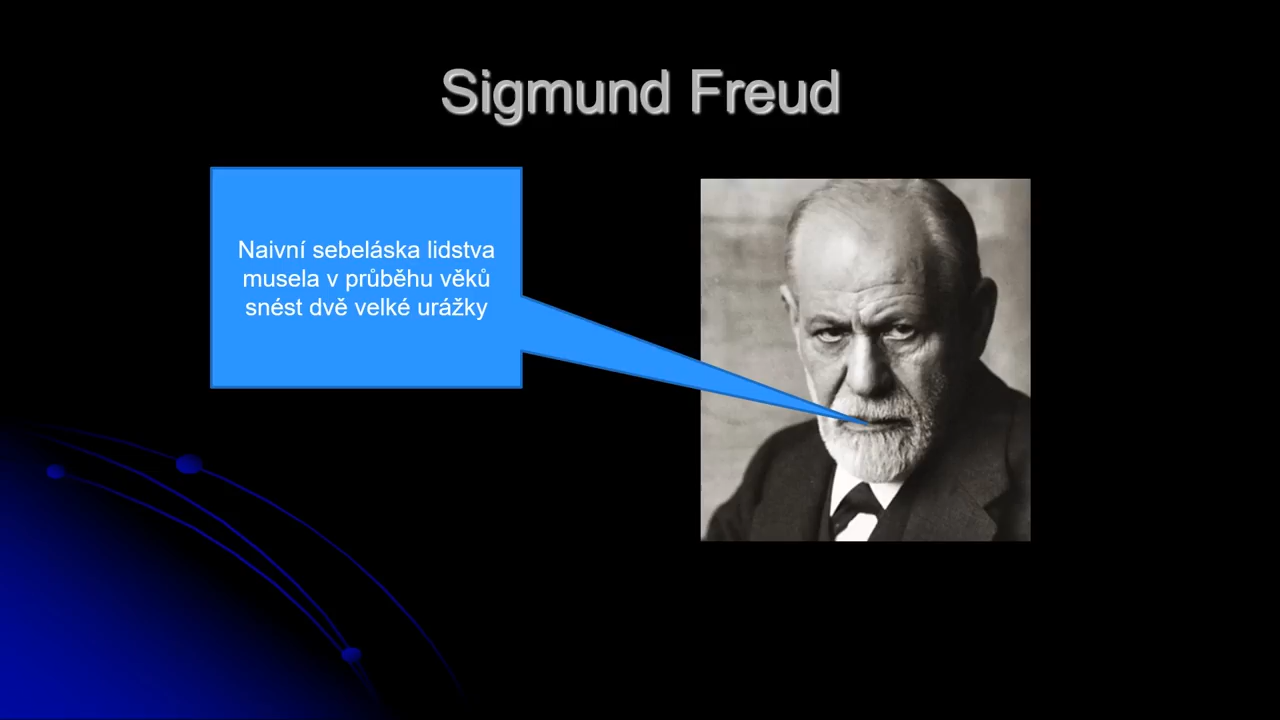 Sigmund Freud
Naivní sebeláska lidstva
musela v průběhu věků
snést dvě velké urážky